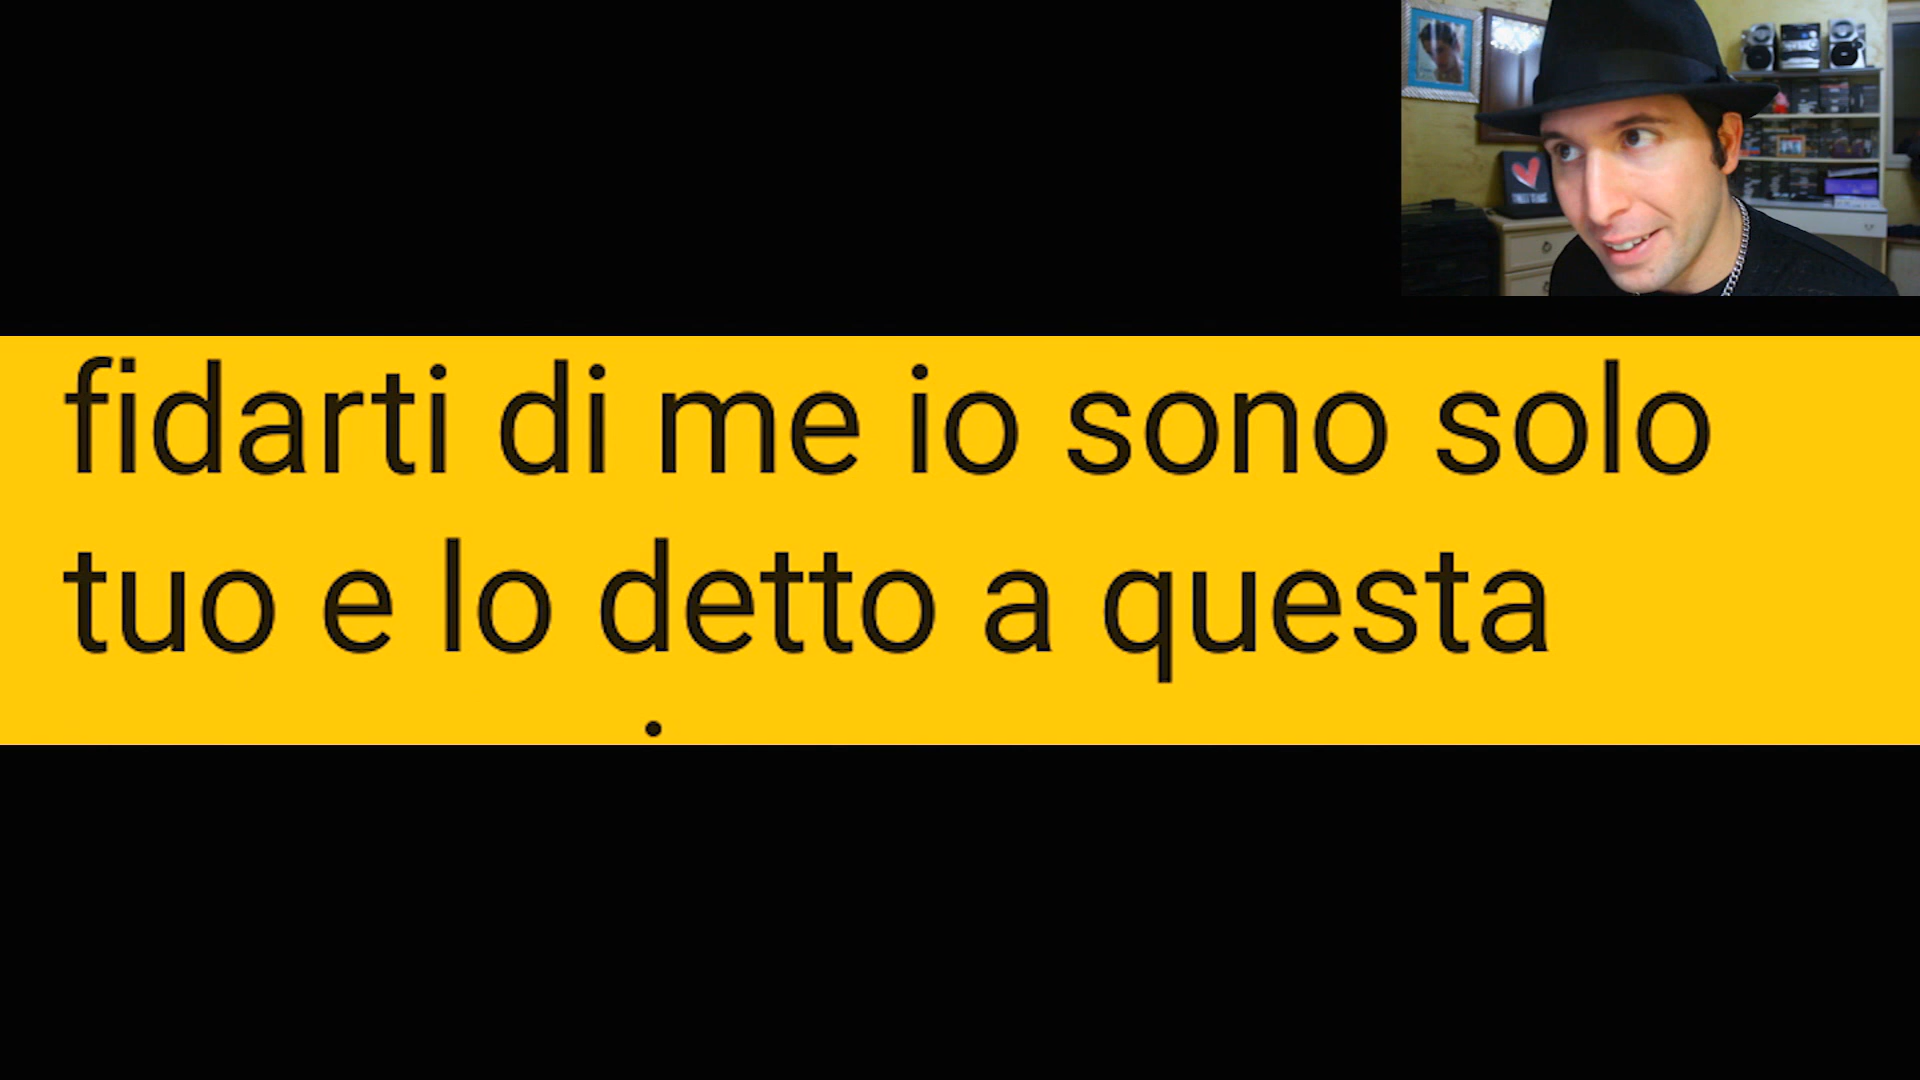 fidarti di me io sono solo
tuo e lo detto a questa